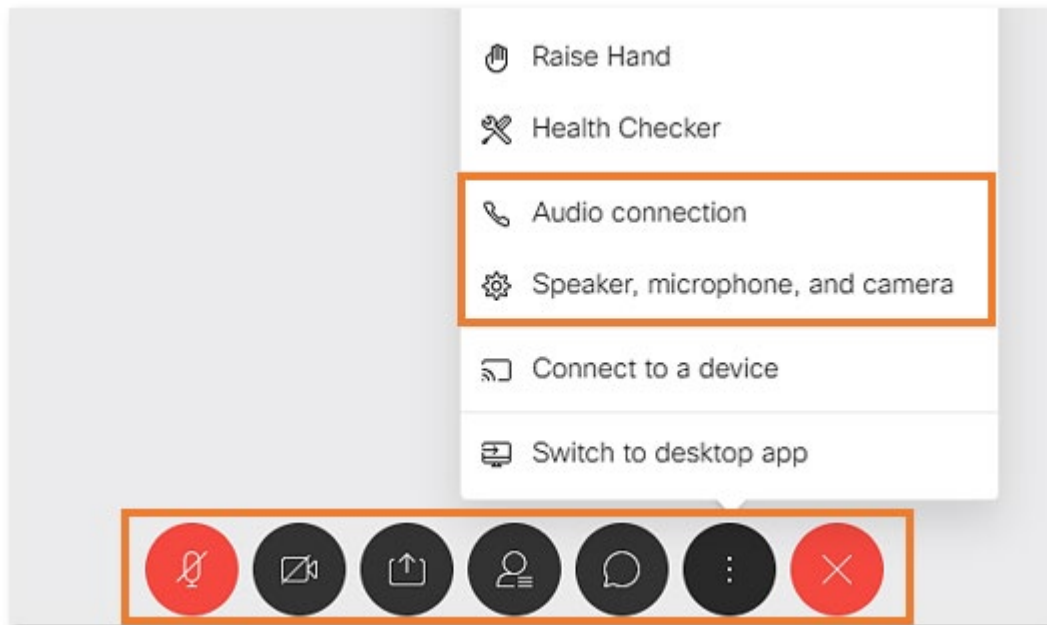 Raise Hand
Health Checker
Audio connection
Speaker, microphone, and camera
Connect to a device
Switch to desktop app